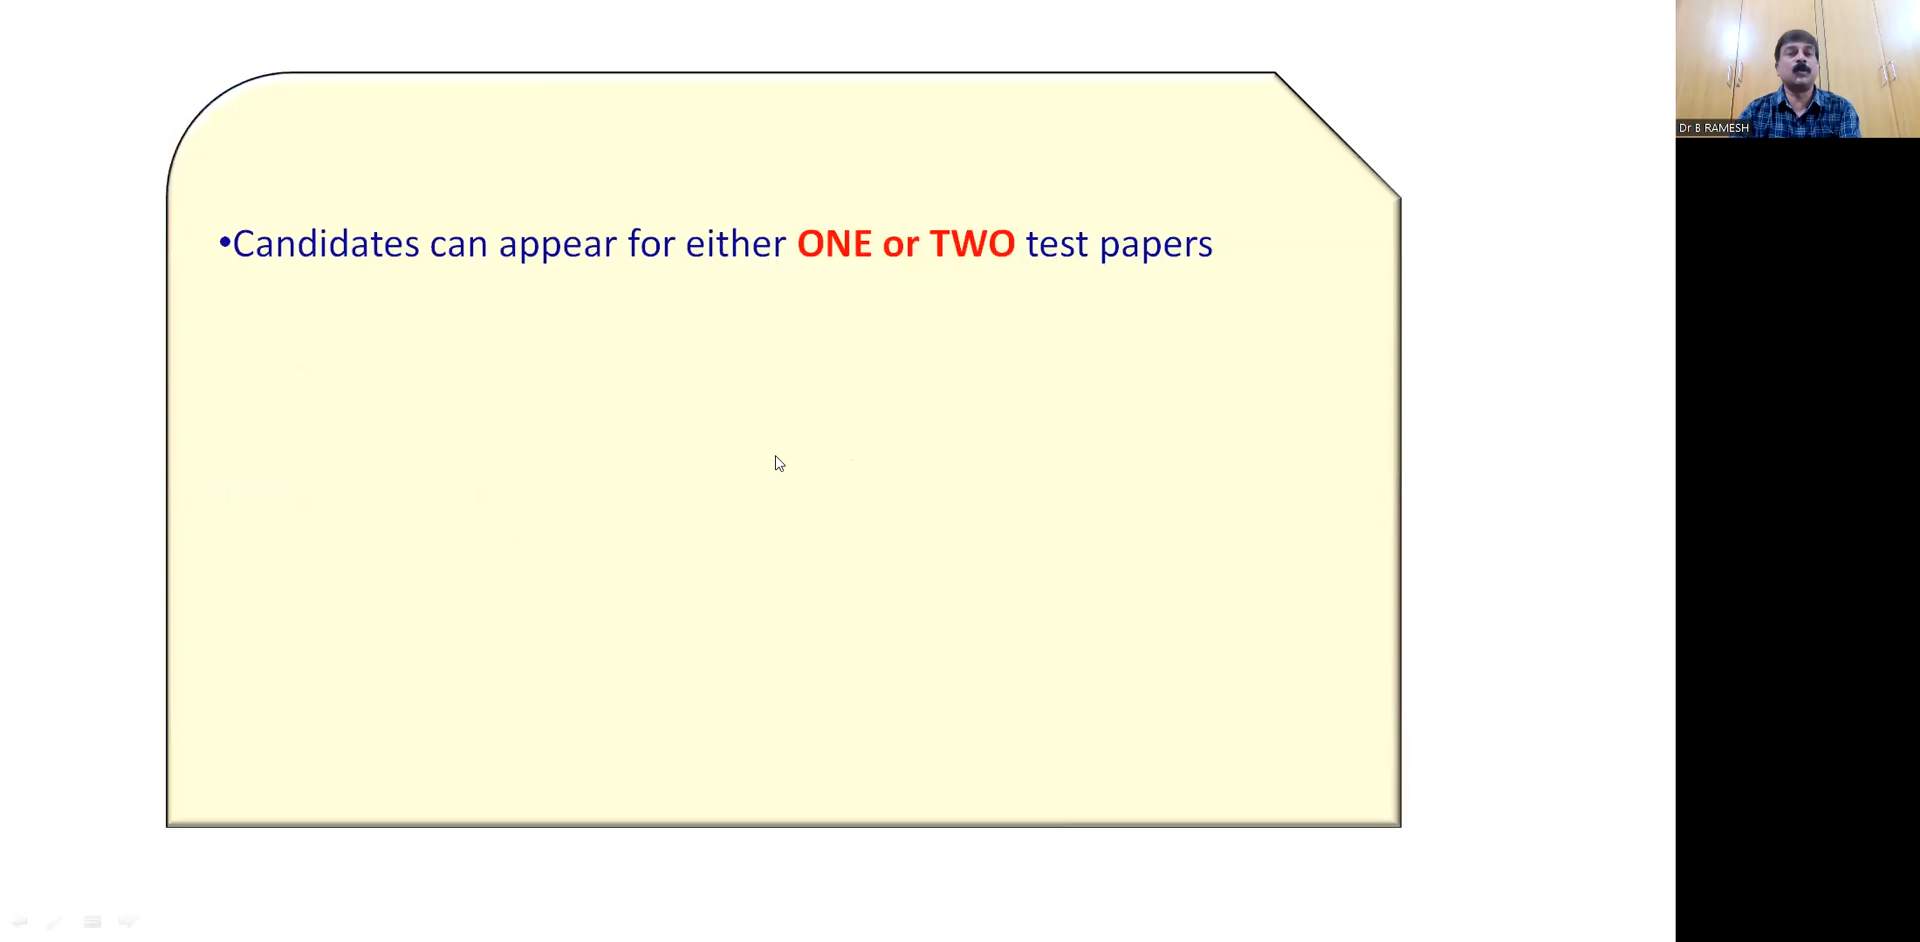 •Candidates can appear for either ONE or TWO test papers
Dr B RAMESH